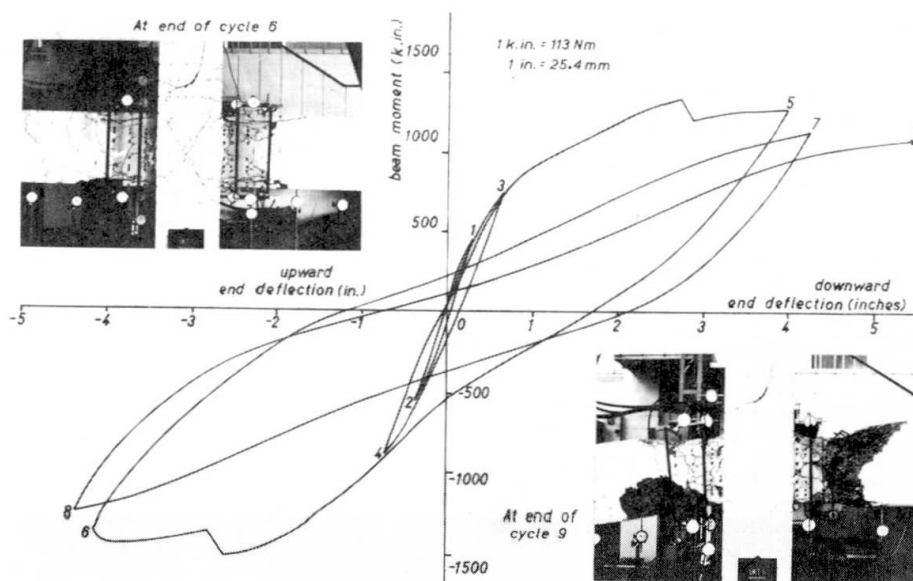 At end of cycle 6
1 k.in. = 113 Nm
1 in. = 25.4 mm
beam moment (k.in.)
1500
1000
500
-500
-1000
-1500
upward
end deflection (in.)
downward
end deflection (inches)
-5
-4
-3
-2
-1
0
1
2
3
4
5
1
2
3
4
5
6
7
8
At end of
cycle 9